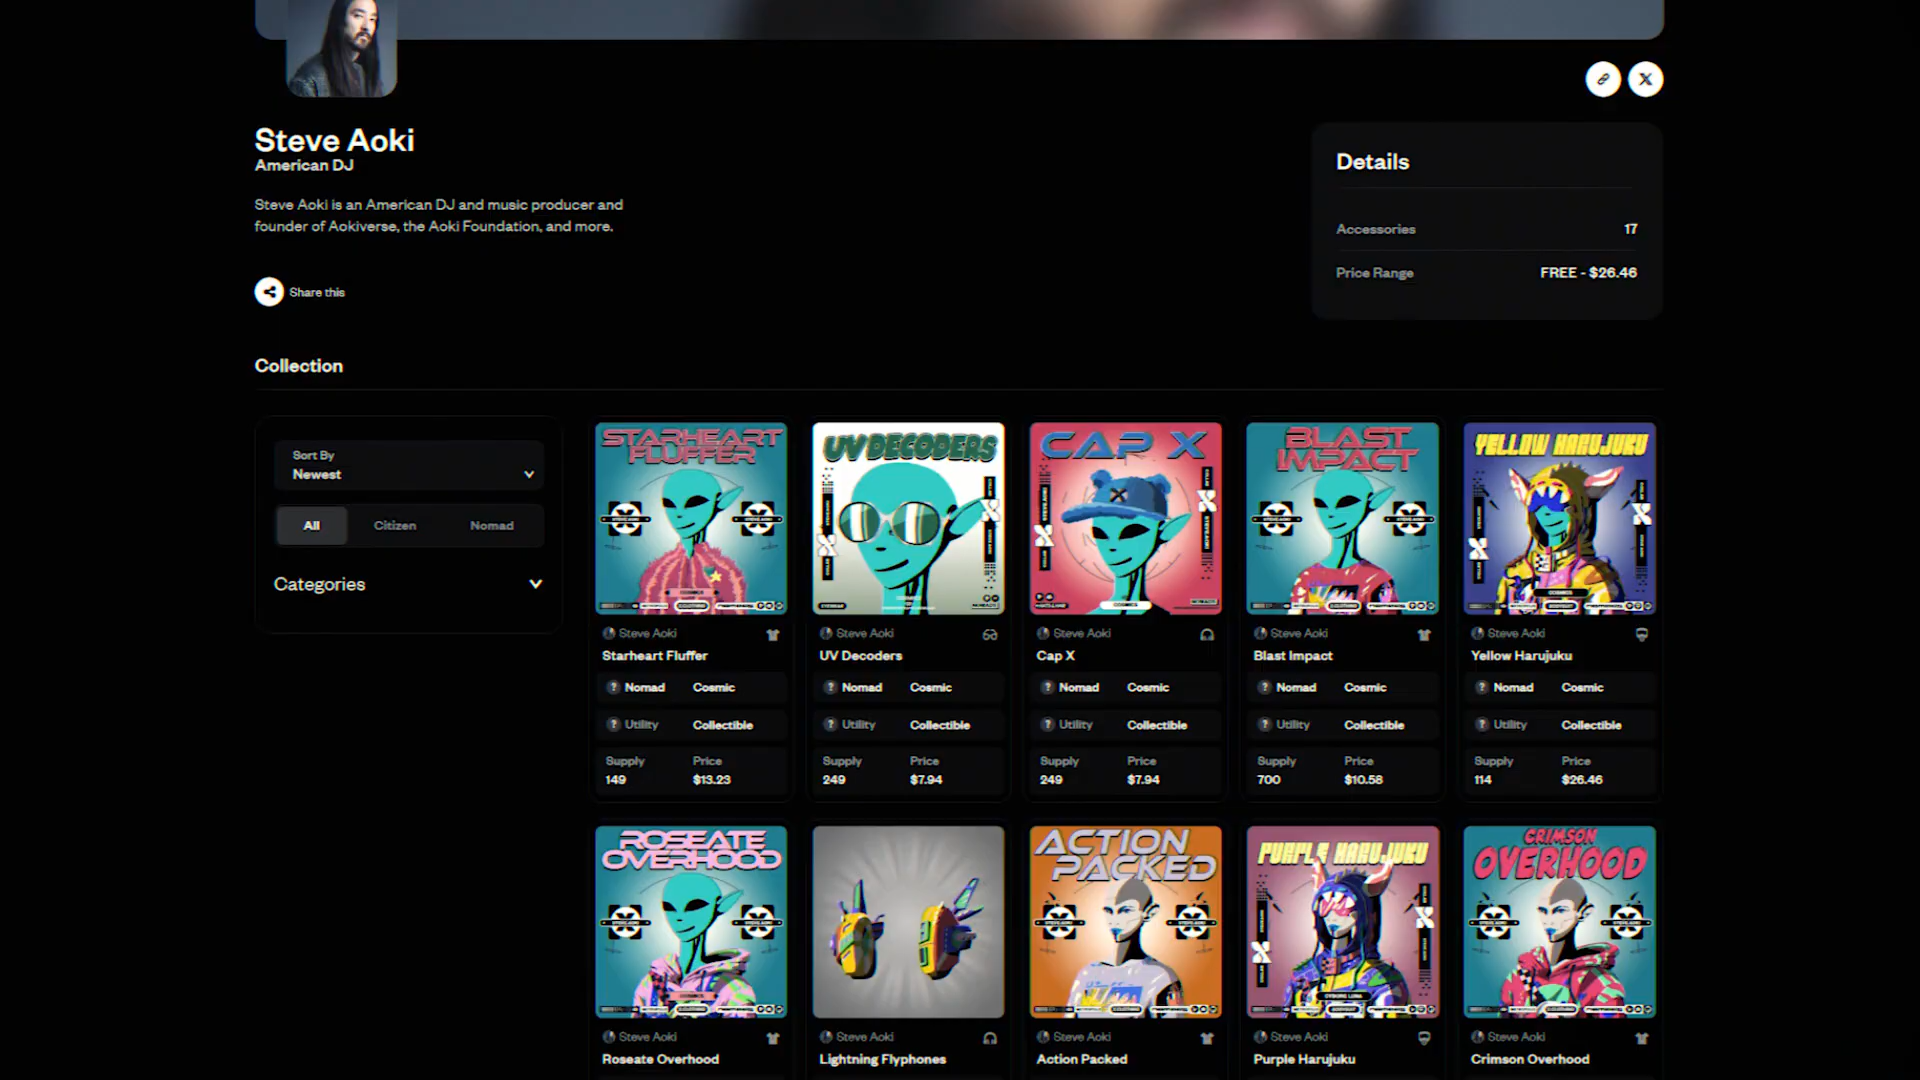 Steve Aoki
American DJ
Steve Aoki is an American DJ and music producer and
founder of Aokiverse, the Aoki Foundation, and more.
Share this
Details
Accessories 17
Price Range FREE - $26.46
Collection
Sort By
Newest
All Citizen Nomad
Categories
STARHEART
FLUFFER
Steve Aoki
Starheart Fluffer
? Nomad Cosmic
? Utility Collectible
Supply Price
149 $13.23
UV DECODERS
Steve Aoki
UV Decoders
? Nomad Cosmic
? Utility Collectible
Supply Price
249 $7.94
CAP X
Steve Aoki
Cap X
? Nomad Cosmic
? Utility Collectible
Supply Price
249 $7.94
BLAST
IMPACT
Steve Aoki
Blast Impact
? Nomad Cosmic
? Utility Collectible
Supply Price
700 $10.58
YELLOW HARUJUKU
Steve Aoki
Yellow Harujuku
? Nomad Cosmic
? Utility Collectible
Supply Price
114 $26.46
ROSEATE
OVERHOOD
Steve Aoki
Roseate Overhood
Steve Aoki
Lightning Flyphones
ACTION
PACKED
Steve Aoki
Action Packed
PURPLE HARUJUKU
Steve Aoki
Purple Harujuku
CRIMSON
OVERHOOD
Steve Aoki
Crimson Overhood